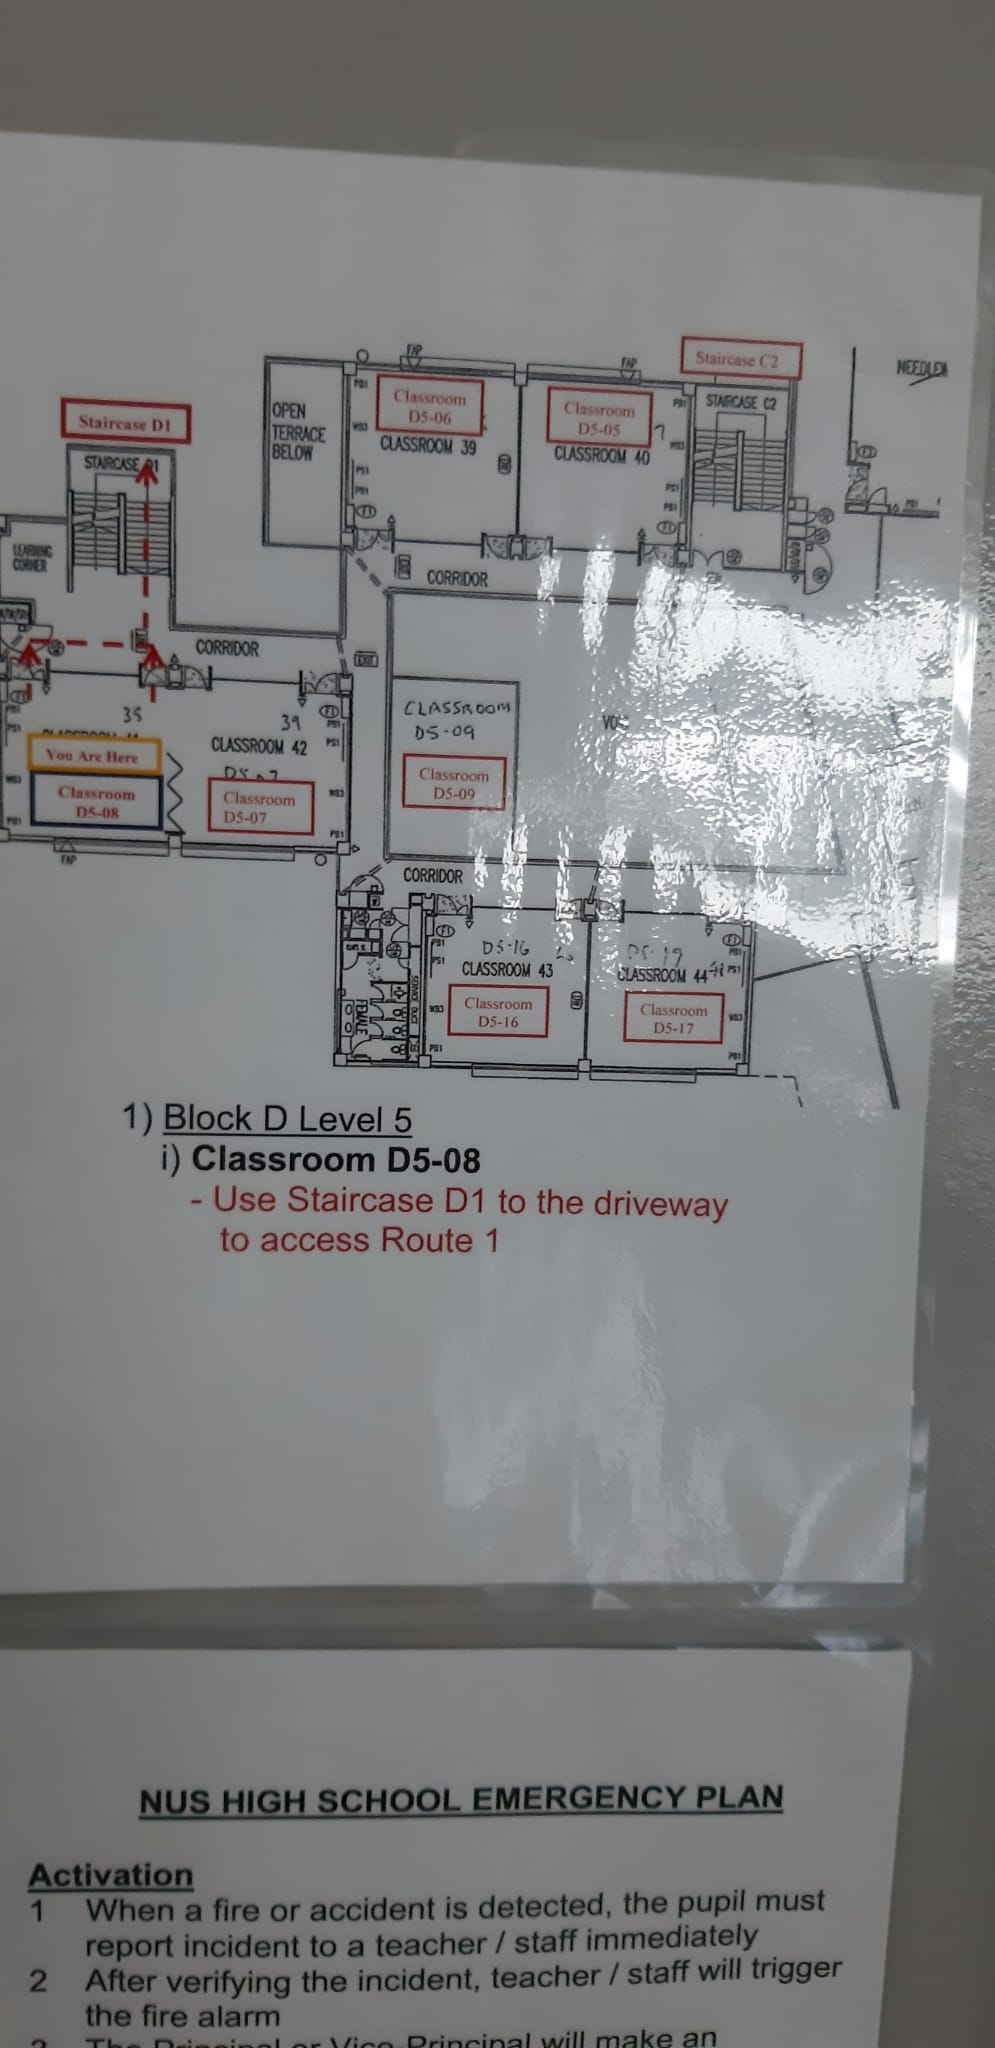 FAP
Staircase C2
NEEDLEW
FAP
Classroom
D5-06
Classroom
D5-05
STAIRCASE C2
Staircase D1
OPEN
TERRACE
BELOW
CLASSROOM 39
CLASSROOM 40
STAIRCASE D1
LEARNING
CORNER
CORRIDOR
CORRIDOR
EXIT
35
39
CLASSROOM 42
CLASSROOM
D5-09
You Are Here
Classroom
D5-08
Classroom
D5-07
Classroom
D5-09
FAP
CORRIDOR
D5-16
CLASSROOM 43
CLASSROOM 44
Classroom
D5-16
Classroom
D5-17
FEMALE
SERVICE DUCT
1) Block D Level 5
i) Classroom D5-08
- Use Staircase D1 to the driveway
to access Route 1
NUS HIGH SCHOOL EMERGENCY PLAN
Activation
1 When a fire or accident is detected, the pupil must
report incident to a teacher / staff immediately
2 After verifying the incident, teacher / staff will trigger
the fire alarm
3 The Principal or Vice Principal will make an